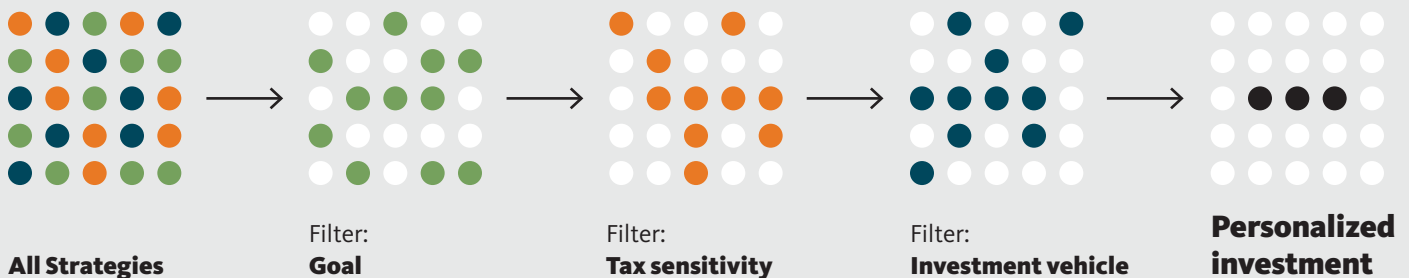 All Strategies
Filter:
Goal
Filter:
Tax sensitivity
Filter:
Investment vehicle
Personalized
investment